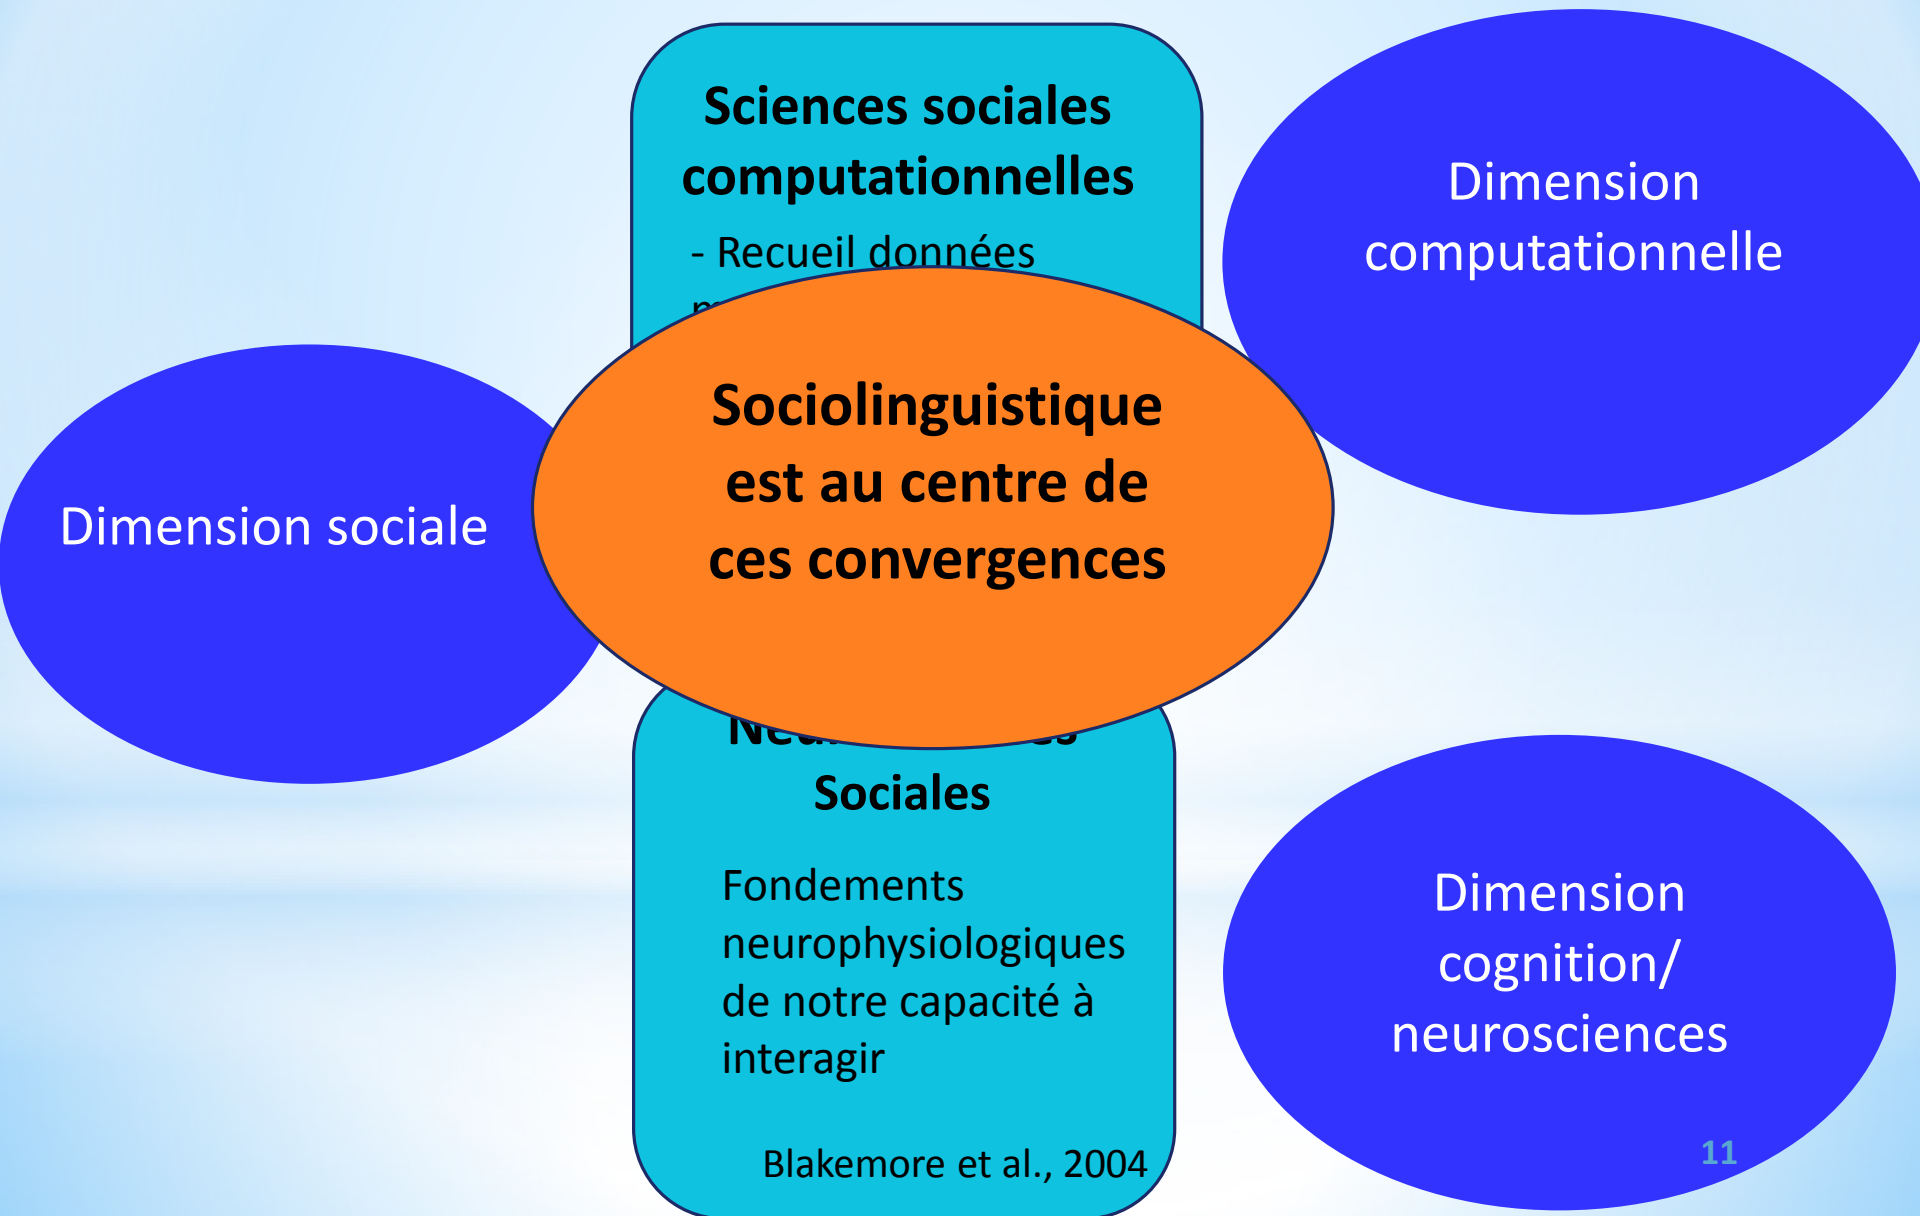 Sciences sociales
computationnelles
- Recueil données
Dimension
computationnelle
Sociolinguistique
est au centre de
ces convergences
Dimension sociale
Sociales
Fondements
neurophysiologiques
de notre capacité à
interagir
Blakemore et al., 2004
Dimension
cognition/
neurosciences
11